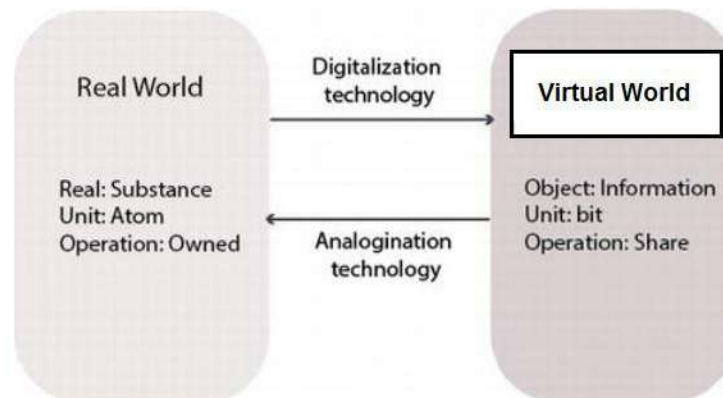 Real World
Real: Substance
Unit: Atom
Operation: Owned
Digitalization
technology
Analogination
technology
Virtual World
Object: Information
Unit: bit
Operation: Share